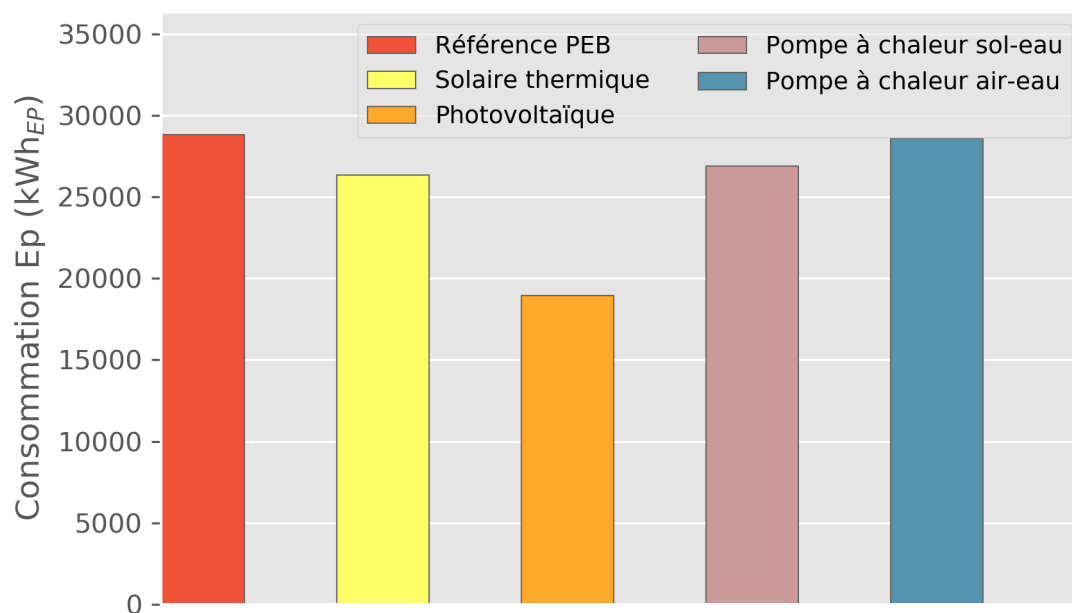 35000
30000
25000
20000
15000
10000
5000
0
Consommation Ep (kWh_EP)
Référence PEB
Solaire thermique
Photovoltaïque
Pompe à chaleur sol-eau
Pompe à chaleur air-eau